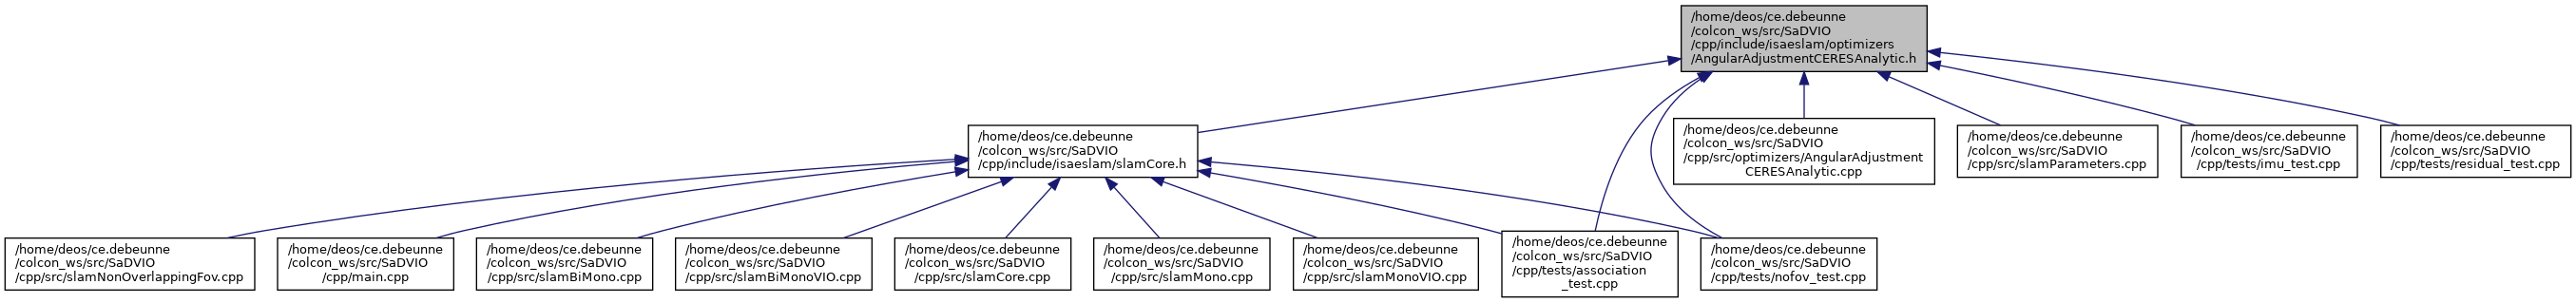 /home/deos/ce.debeunne
/colcon_ws/src/SaDVIO
/cpp/include/isaeslam/optimizers
/AngularAdjustmentCERESAnalytic.h
/home/deos/ce.debeunne
/colcon_ws/src/SaDVIO
/cpp/include/isaeslam/slamCore.h
/home/deos/ce.debeunne
/colcon_ws/src/SaDVIO
/cpp/src/optimizers/AngularAdjustment
CERESAnalytic.cpp
/home/deos/ce.debeunne
/colcon_ws/src/SaDVIO
/cpp/src/slamParameters.cpp
/home/deos/ce.debeunne
/colcon_ws/src/SaDVIO
/cpp/tests/imu_test.cpp
/home/deos/ce.debeunne
/colcon_ws/src/SaDVIO
/cpp/tests/residual_test.cpp
/home/deos/ce.debeunne
/colcon_ws/src/SaDVIO
/cpp/src/slamNonOverlappingFov.cpp
/home/deos/ce.debeunne
/colcon_ws/src/SaDVIO
/cpp/main.cpp
/home/deos/ce.debeunne
/colcon_ws/src/SaDVIO
/cpp/src/slamBiMono.cpp
/home/deos/ce.debeunne
/colcon_ws/src/SaDVIO
/cpp/src/slamBiMonoVIO.cpp
/home/deos/ce.debeunne
/colcon_ws/src/SaDVIO
/cpp/src/slamCore.cpp
/home/deos/ce.debeunne
/colcon_ws/src/SaDVIO
/cpp/src/slamMono.cpp
/home/deos/ce.debeunne
/colcon_ws/src/SaDVIO
/cpp/src/slamMonoVIO.cpp
/home/deos/ce.debeunne
/colcon_ws/src/SaDVIO
/cpp/tests/association
_test.cpp
/home/deos/ce.debeunne
/colcon_ws/src/SaDVIO
/cpp/tests/nofov_test.cpp